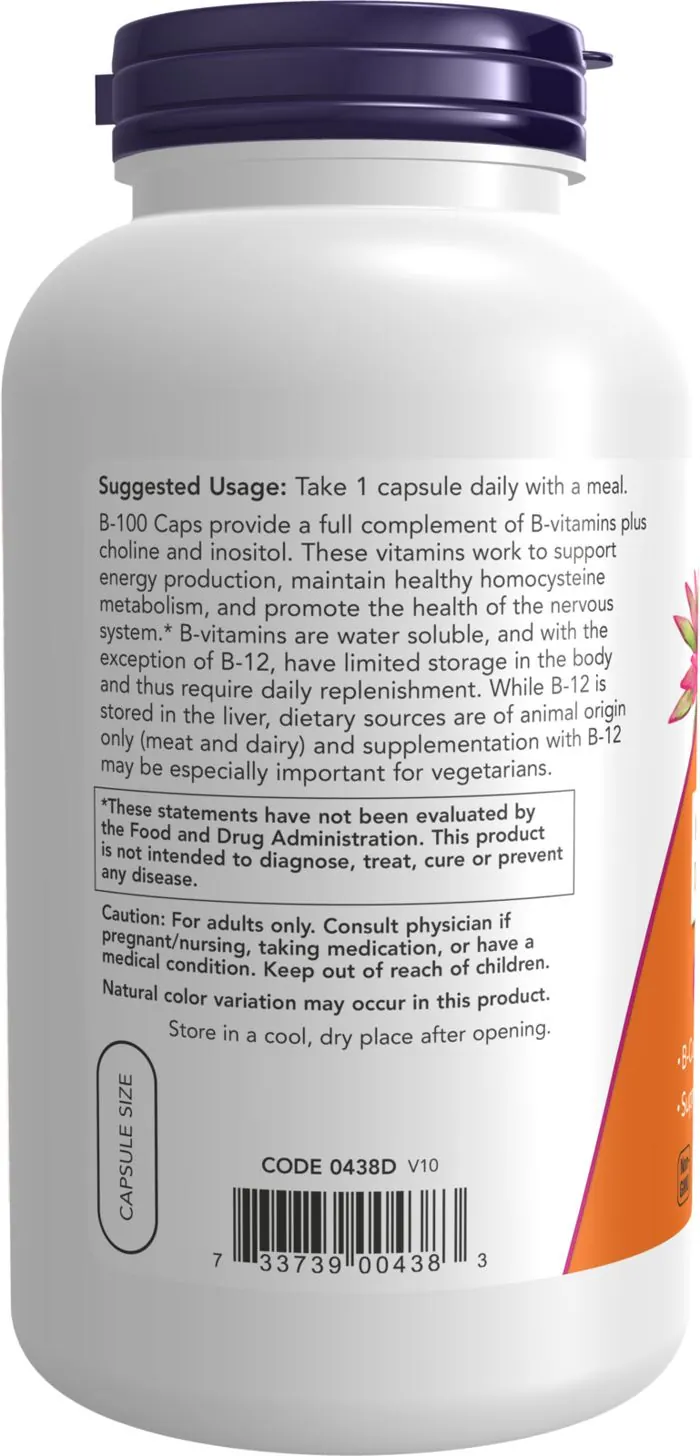 Suggested Usage: Take 1 capsule daily with a meal.
B-100 Caps provide a full complement of B-vitamins plus
choline and inositol. These vitamins work to support
energy production, maintain healthy homocysteine
metabolism, and promote the health of the nervous
system.* B-vitamins are water soluble, and with the
exception of B-12, have limited storage in the body
and thus require daily replenishment. While B-12 is
stored in the liver, dietary sources are of animal origin
only (meat and dairy) and supplementation with B-12
may be especially important for vegetarians.
*These statements have not been evaluated by
the Food and Drug Administration. This product
is not intended to diagnose, treat, cure or prevent
any disease.
Caution: For adults only. Consult physician if
pregnant/nursing, taking medication, or have a
medical condition. Keep out of reach of children.
Natural color variation may occur in this product.
Store in a cool, dry place after opening.
CAPSULE SIZE
CODE 0438D V10
7 33739 00438 3